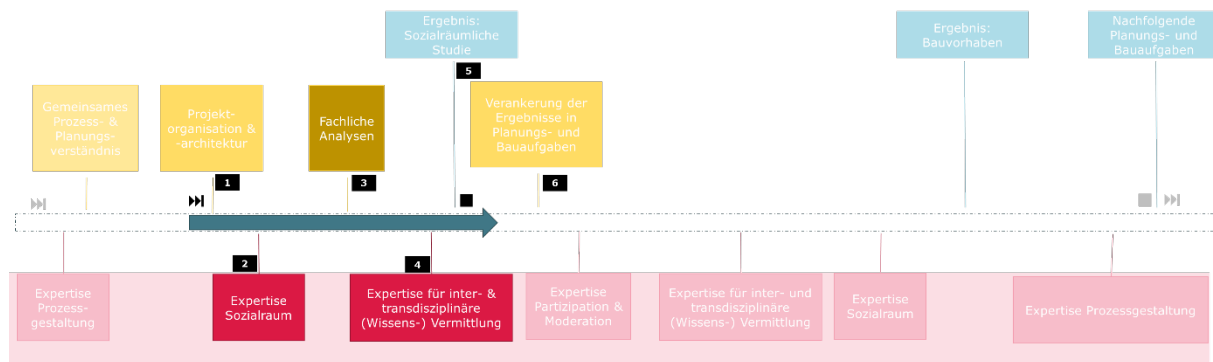 Ergebnis:
Sozialräumliche
Studie
Ergebnis:
Bauvorhaben
Nachfolgende
Planungs- und
Bauaufgaben
5
Gemeinsames
Prozess- &
Planungs-
verständnis
Projekt-
organisation &
-architektur
Fachliche
Analysen
Verankerung der
Ergebnisse in
Planungs- und
Bauaufgaben
1
3
6
2
4
Expertise
Prozess-
gestaltung
Expertise
Sozialraum
Expertise für inter- &
transdisziplinäre
(Wissens-) Vermittlung
Expertise
Partizipation &
Moderation
Expertise für inter- und
transdisziplinäre
(Wissens-) Vermittlung
Expertise
Sozialraum
Expertise Prozessgestaltung